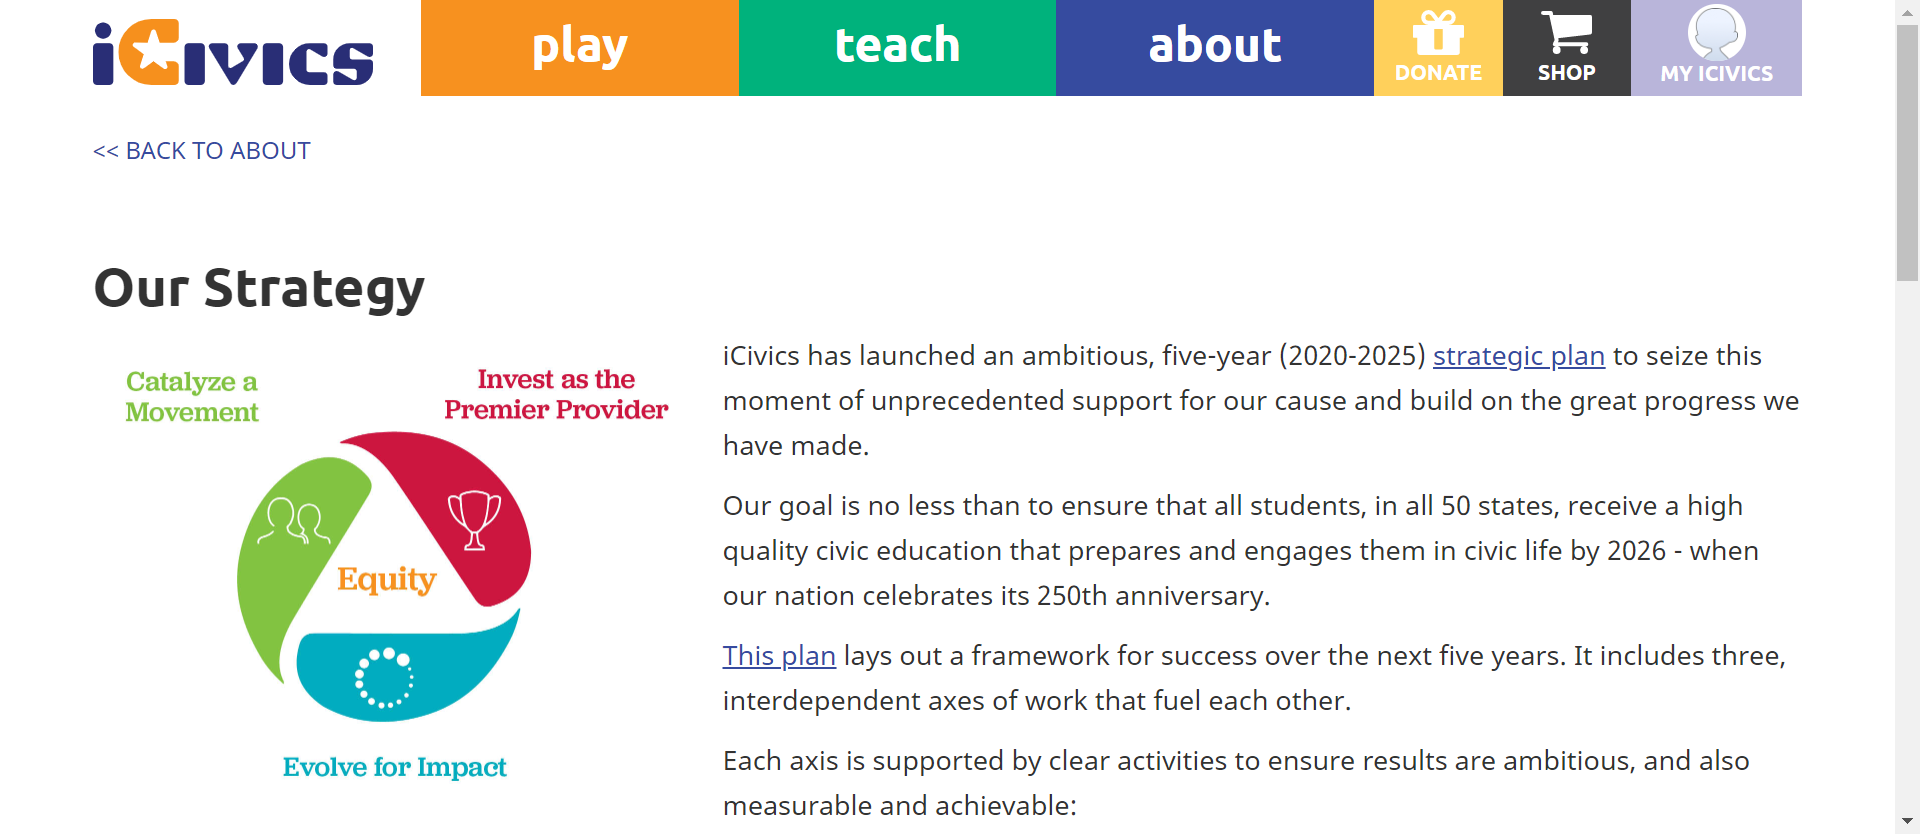 iCivics
play
teach
about
DONATE
SHOP
MY ICIVICS
<< BACK TO ABOUT
Our Strategy
Catalyze a
Movement
Invest as the
Premier Provider
Equity
Evolve for Impact
iCivics has launched an ambitious, five-year (2020-2025) strategic plan to seize this
moment of unprecedented support for our cause and build on the great progress we
have made.
Our goal is no less than to ensure that all students, in all 50 states, receive a high
quality civic education that prepares and engages them in civic life by 2026 - when
our nation celebrates its 250th anniversary.
This plan lays out a framework for success over the next five years. It includes three,
interdependent axes of work that fuel each other.
Each axis is supported by clear activities to ensure results are ambitious, and also
measurable and achievable: